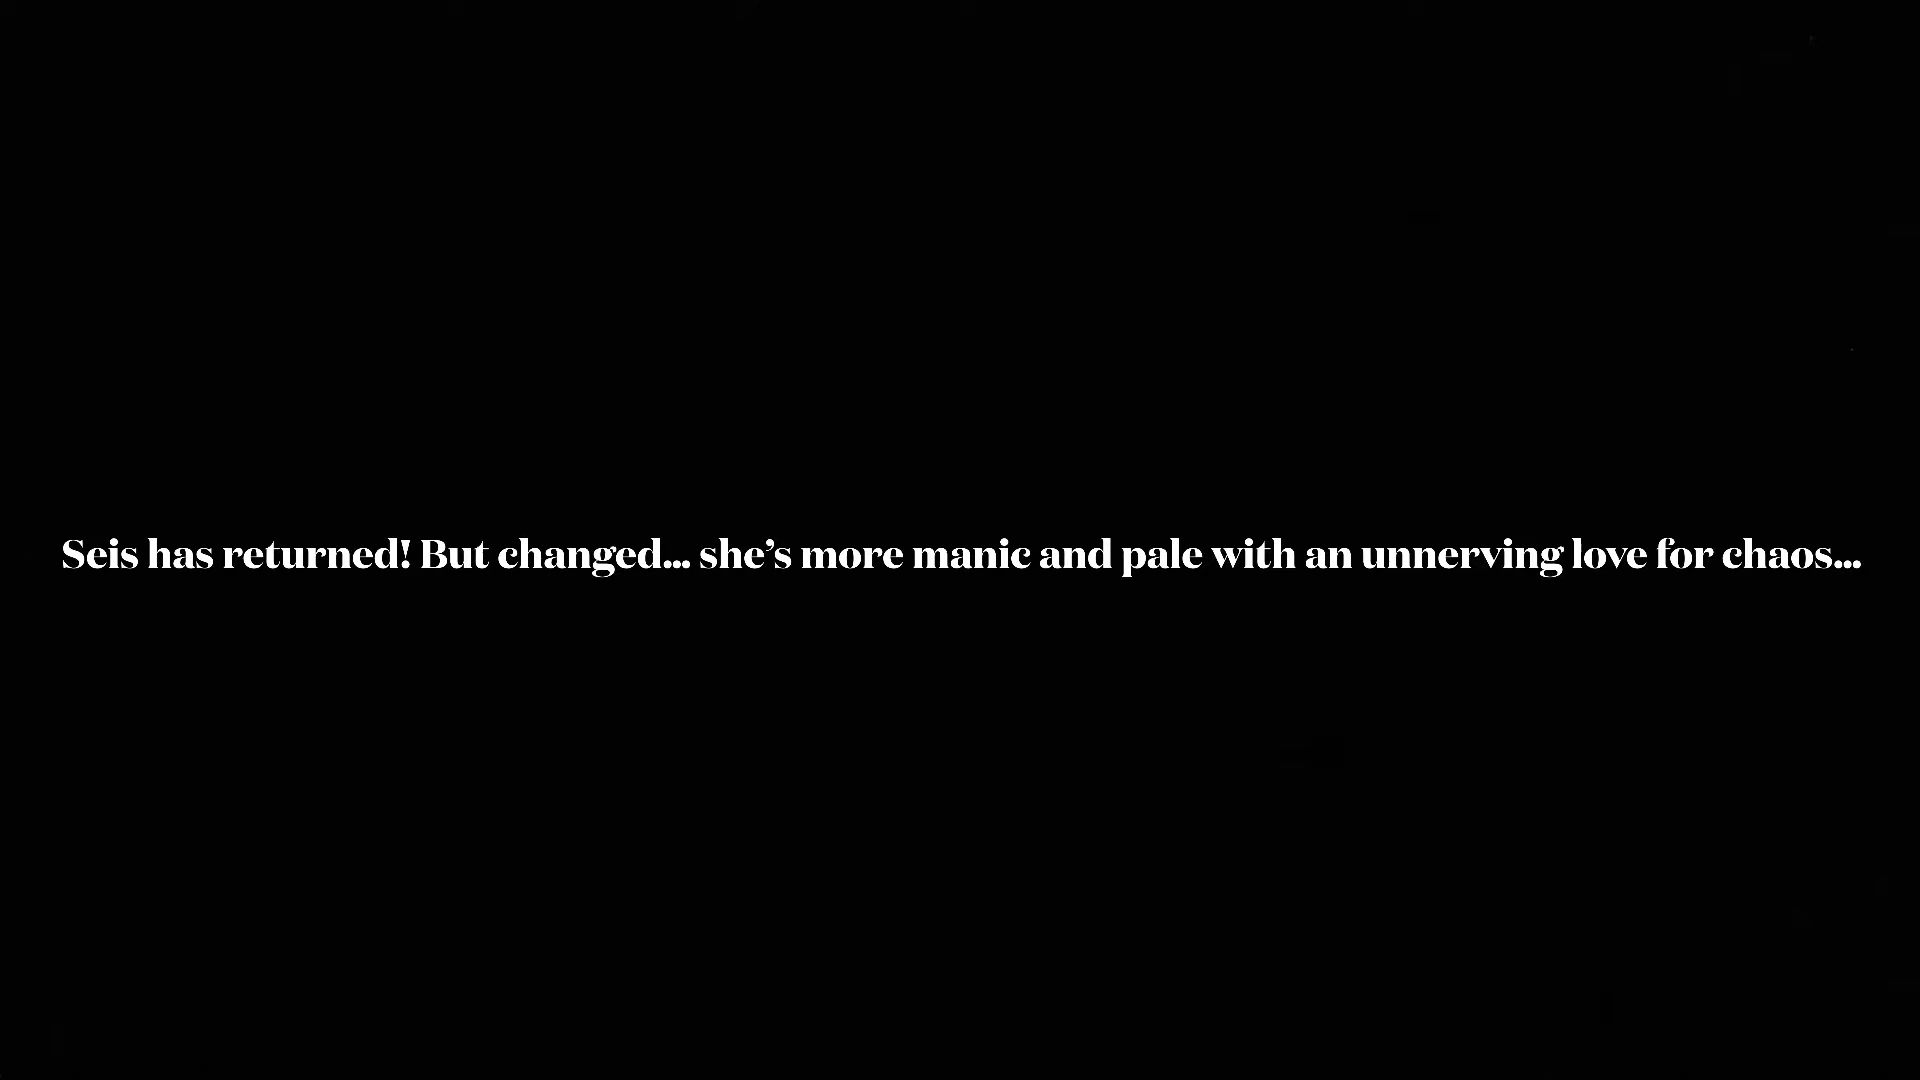 Seis has returned! But changed... she’s more manic and pale with an unnerving love for chaos...